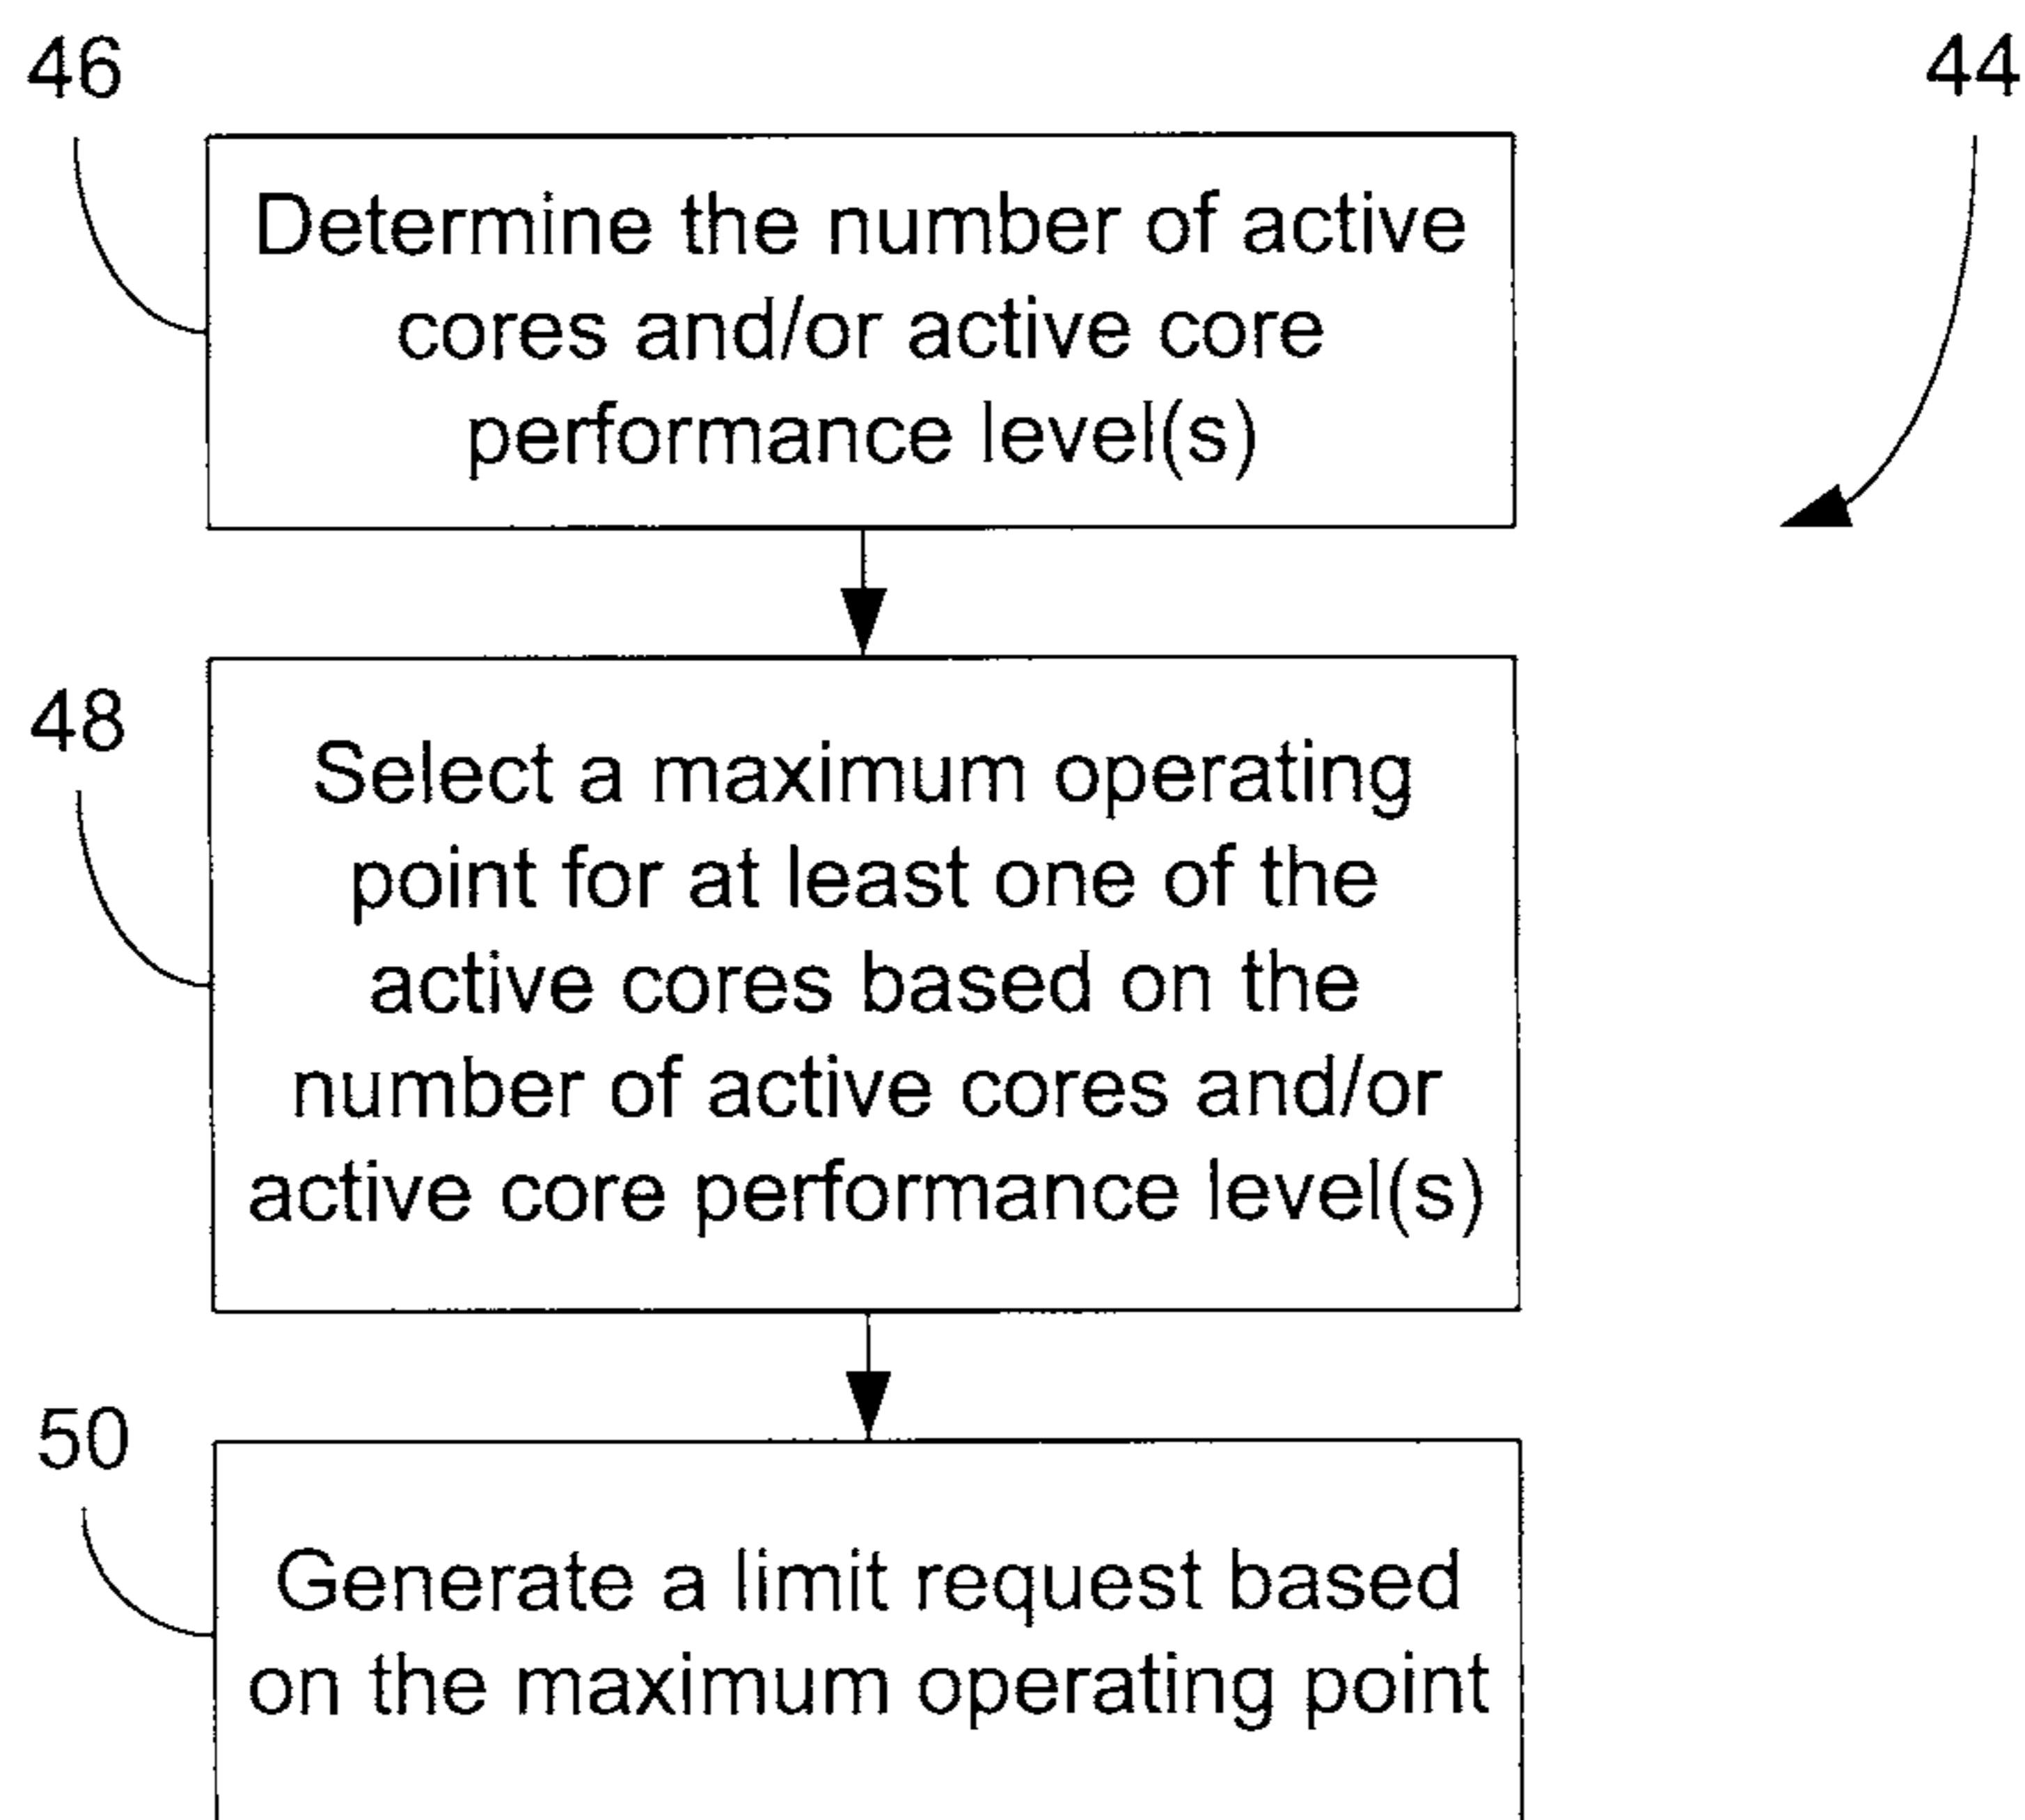 46
44
Determine the number of active
cores and/or active core
performance level(s)
48
Select a maximum operating
point for at least one of the
active cores based on the
number of active cores and/or
active core performance level(s)
50
Generate a limit request based
on the maximum operating point